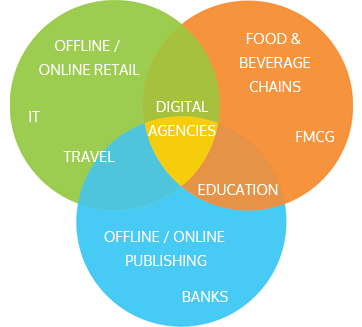 OFFLINE /
ONLINE RETAIL
IT
TRAVEL
FOOD &
BEVERAGE
CHAINS
FMCG
DIGITAL
AGENCIES
EDUCATION
OFFLINE / ONLINE
PUBLISHING
BANKS